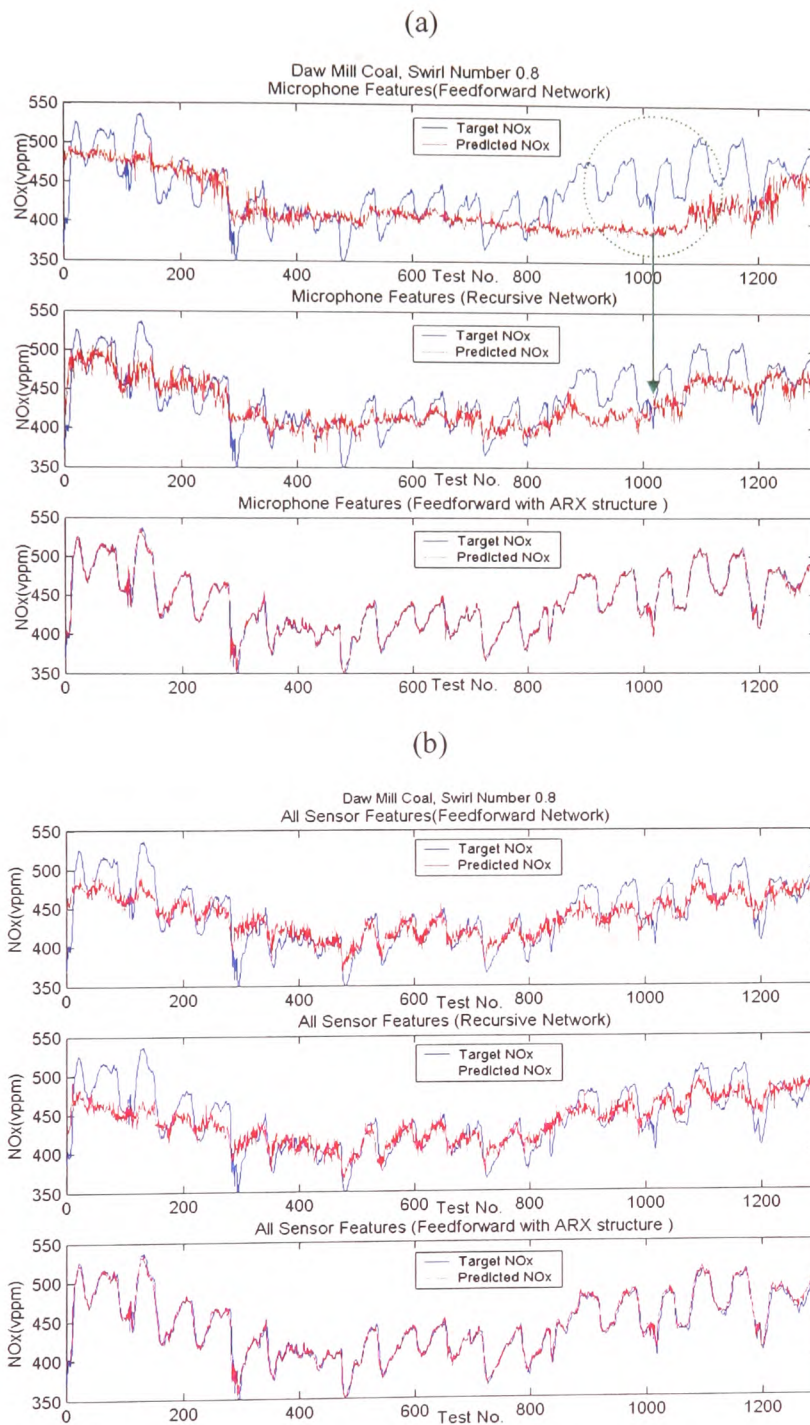 (a)
Daw Mill Coal, Swirl Number 0.8
Microphone Features(Feedforward Network)
550
500
450
400
350
NOx(vppm)
Target NOx
Predicted NOx
0 200 400 600 Test No. 800 1000 1200
Microphone Features (Recursive Network)
550
500
450
400
350
NOx(vppm)
Target NOx
Predicted NOx
0 200 400 600 Test No. 800 1000 1200
Microphone Features (Feedforward with ARX structure )
550
500
450
400
350
NOx(vppm)
Target NOx
Predicted NOx
0 200 400 600 Test No. 800 1000 1200
(b)
Daw Mill Coal, Swirl Number 0.8
All Sensor Features(Feedforward Network)
550
500
450
400
350
NOx(vppm)
Target NOx
Predicted NOx
0 200 400 600 Test No. 800 1000 1200
All Sensor Features (Recursive Network)
550
500
450
400
350
NOx(vppm)
Target NOx
Predicted NOx
0 200 400 600 Test No. 800 1000 1200
All Sensor Features (Feedforward with ARX structure )
550
500
450
400
350
NOx(vppm)
Target NOx
Predicted NOx
0 200 400 600 Test No. 800 1000 1200